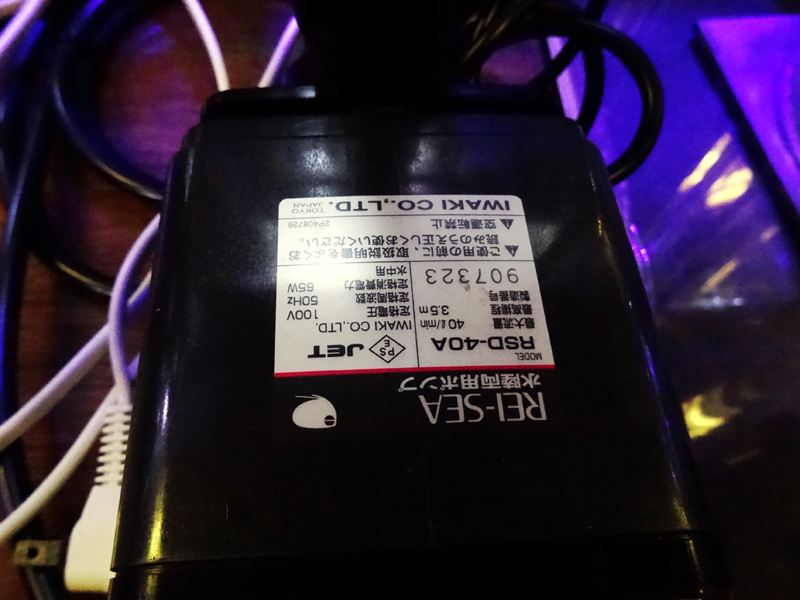 REI-SEA
水陸両用ポンプ
MODEL
RSD-40A
最大流量 40ℓ/min
最高揚程 3.5m
製造番号
907323
PS
E
JET
IWAKI CO.,LTD.
定格電圧 100V
定格周波数 50Hz
定格消費電力 65W
水中用
⚠ご使用の前に、取扱説明書をよくお
読みのうえ正しくお使いください。
⚠空運転禁止
2P408726
IWAKI CO.,LTD.
TOKYO
JAPAN